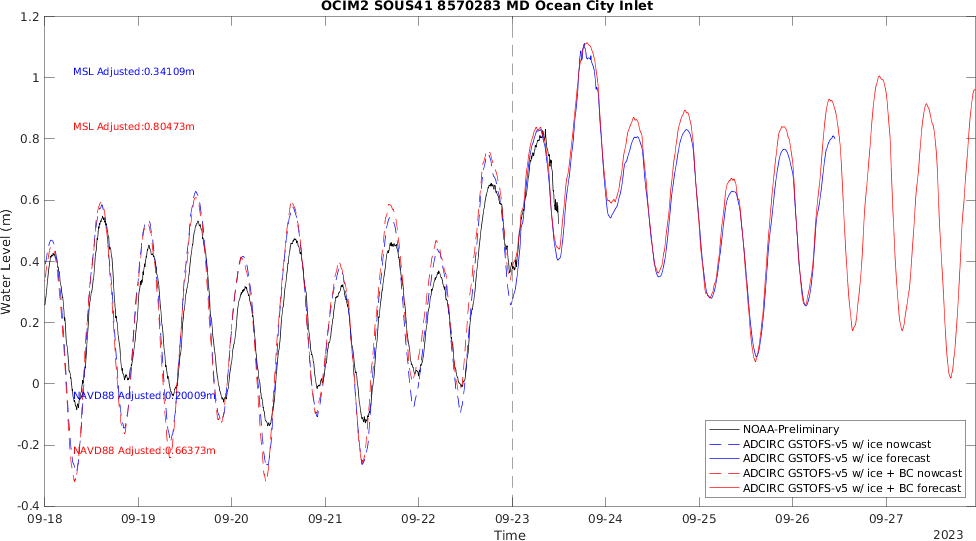 OCIM2 SOUS41 8570283 MD Ocean City Inlet
1.2
1
0.8
0.6
0.4
0.2
0
-0.2
-0.4
Water Level (m)
MSL Adjusted:0.34109m
MSL Adjusted:0.80473m
NAVD88 Adjusted:0.20009m
NAVD88 Adjusted:0.66373m
NOAA-Preliminary
ADCIRC GSTOFS-v5 w/ ice nowcast
ADCIRC GSTOFS-v5 w/ ice forecast
ADCIRC GSTOFS-v5 w/ ice + BC nowcast
ADCIRC GSTOFS-v5 w/ ice + BC forecast
09-18 09-19 09-20 09-21 09-22 09-23 09-24 09-25 09-26 09-27
Time
2023